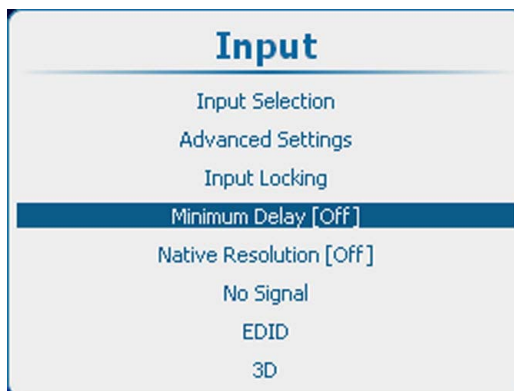 Input
Input Selection
Advanced Settings
Input Locking
Minimum Delay [Off]
Native Resolution [Off]
No Signal
EDID
3D